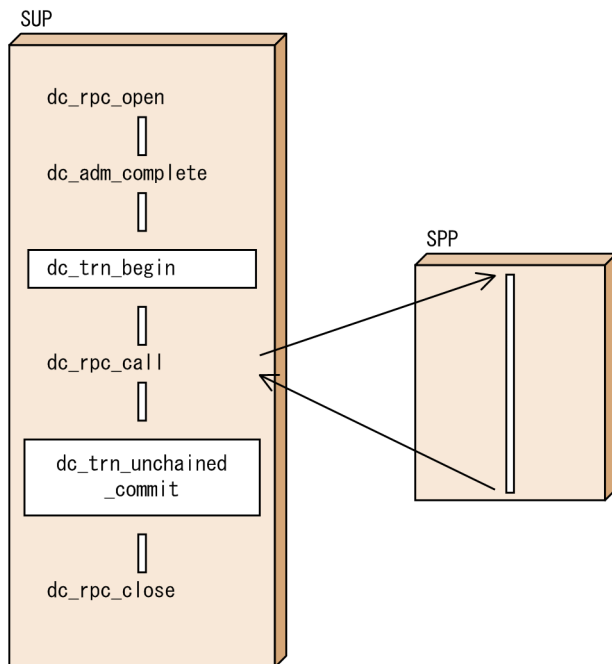 SUP
dc_rpc_open
dc_adm_complete
dc_trn_begin
dc_rpc_call
dc_trn_unchained
_commit
dc_rpc_close
SPP